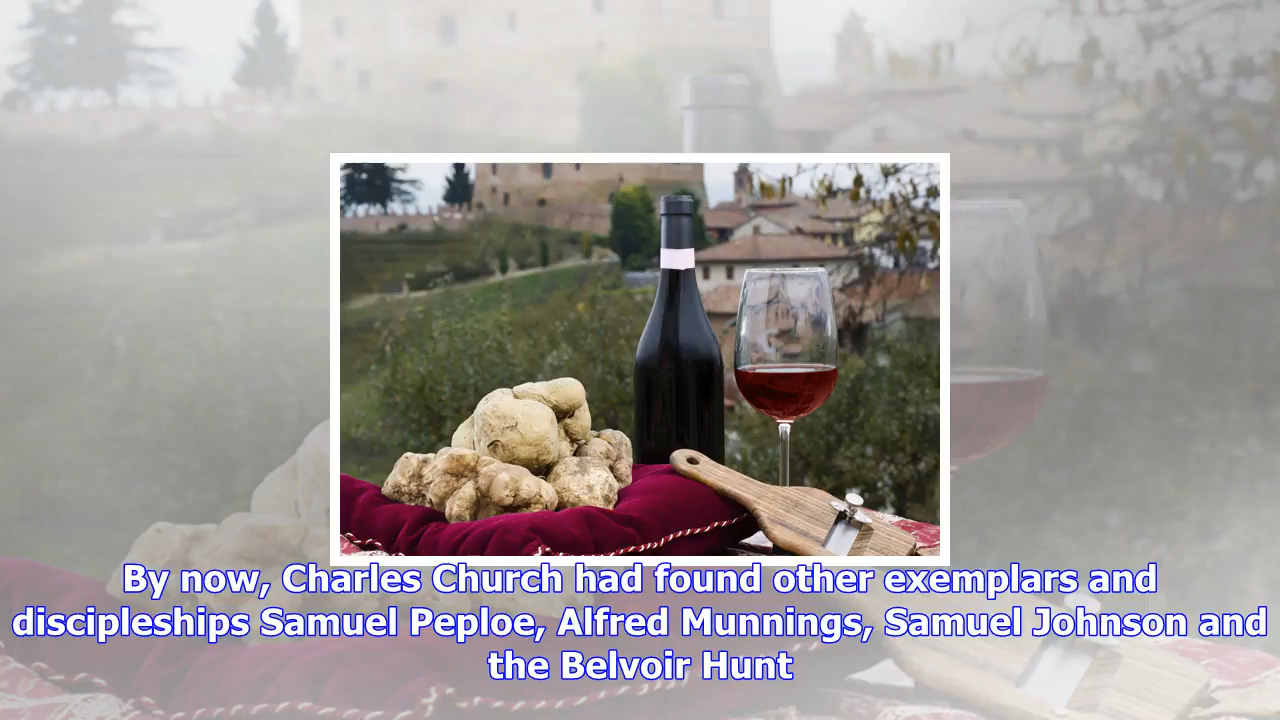 By now, Charles Church had found other exemplars and
discipleships Samuel Peploe, Alfred Munnings, Samuel Johnson and
the Belvoir Hunt